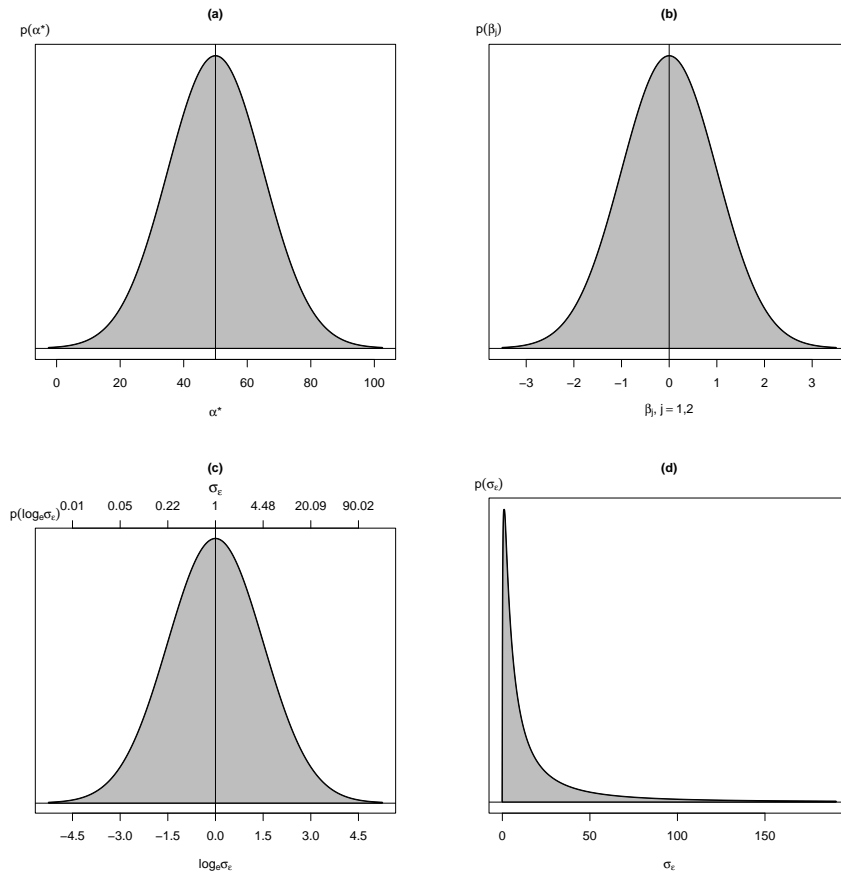 (a)
p(α*)
0 20 40 60 80 100
α*
(b)
p(βⱼ)
−3 −2 −1 0 1 2 3
βⱼ, j = 1,2
(c)
σε
0.01 0.05 0.22 1 4.48 20.09 90.02
p(logₑσε)
−4.5 −3.0 −1.5 0.0 1.5 3.0 4.5
logₑσε
(d)
p(σε)
0 50 100 150
σε